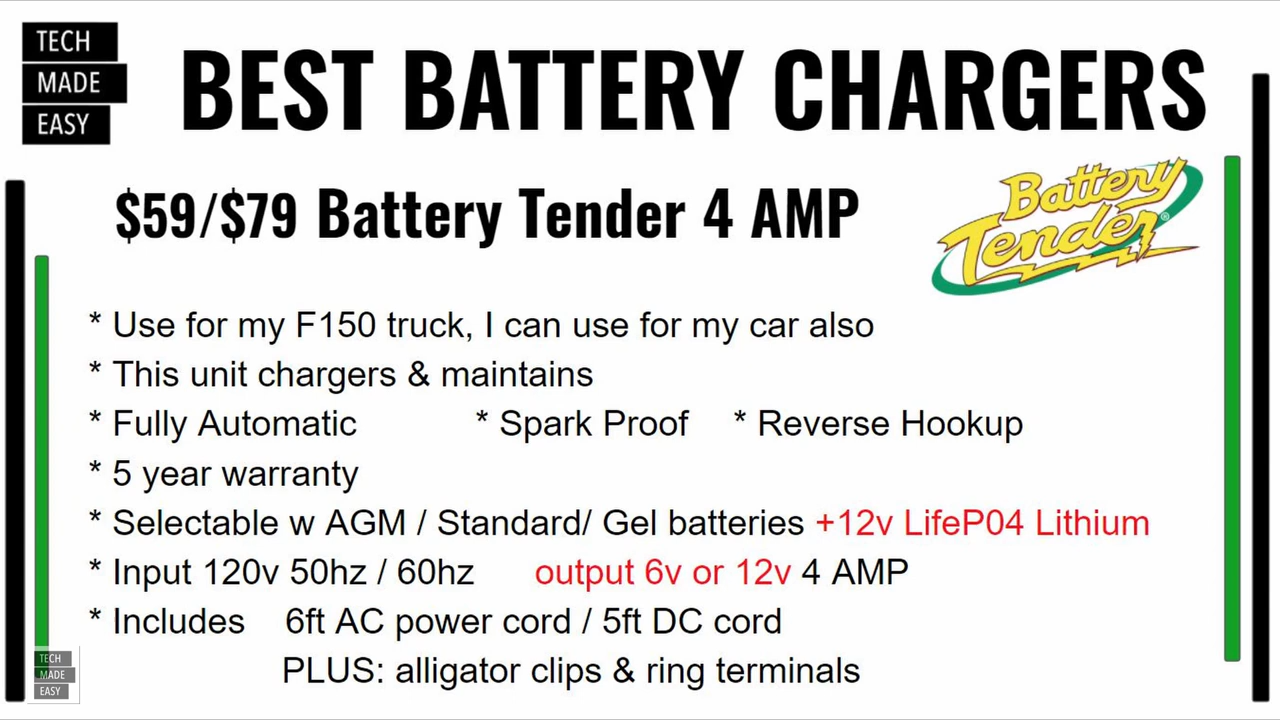 TECH
MADE
EASY
BEST BATTERY CHARGERS
$59/$79 Battery Tender 4 AMP
Battery
Tender®
* Use for my F150 truck, I can use for my car also
* This unit chargers & maintains
* Fully Automatic * Spark Proof * Reverse Hookup
* 5 year warranty
* Selectable w AGM / Standard/ Gel batteries +12v LifeP04 Lithium
* Input 120v 50hz / 60hz output 6v or 12v 4 AMP
* Includes 6ft AC power cord / 5ft DC cord
PLUS: alligator clips & ring terminals
TECH
MADE
EASY